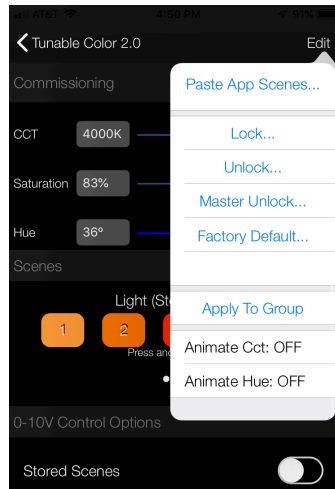 AT&T 4:50 PM 91%
Tunable Color 2.0 Edit
Commissioning
Paste App Scenes...
CCT 4000K
Lock...
Unlock...
Saturation 83%
Master Unlock...
Hue 36°
Factory Default...
Scenes
Apply To Group
Light (St
1 2
Press and
Animate Cct: OFF
Animate Hue: OFF
0-10V Control Options
Stored Scenes